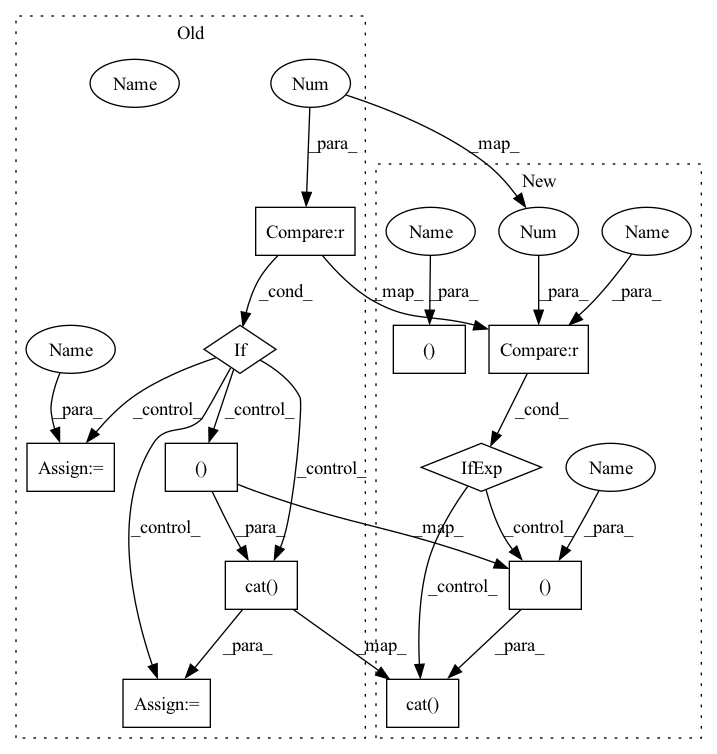 Old
Name
Num
_para_
_map_
New
Compare:r
Name
Num
Name
_cond_
_map_
_para_
_para_
_para_
Name
If
()
Compare:r
_para_
_control_
_control_
_cond_
Assign:=
()
_control_
IfExp
Name
_control_
_para_
_map_
_control_
_para_
cat()
_control_
()
_para_
_map_
_para_
Assign:=
cat()